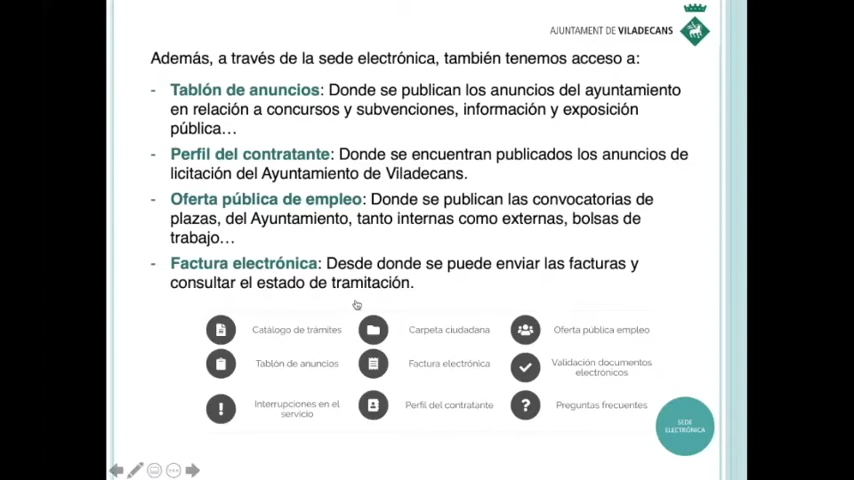 AJUNTAMENT DE VILADECANS
Además, a través de la sede electrónica, también tenemos acceso a:
- Tablón de anuncios: Donde se publican los anuncios del ayuntamiento
en relación a concursos y subvenciones, información y exposición
pública…
- Perfil del contratante: Donde se encuentran publicados los anuncios de
licitación del Ayuntamiento de Viladecans.
- Oferta pública de empleo: Donde se publican las convocatorias de
plazas, del Ayuntamiento, tanto internas como externas, bolsas de
trabajo…
- Factura electrónica: Desde donde se puede enviar las facturas y
consultar el estado de tramitación.
Catálogo de trámites
Carpeta ciudadana
Oferta pública empleo
Tablón de anuncios
Factura electrónica
Validación documentos
electrónicos
Interrupciones en el
servicio
Perfil del contratante
Preguntas frecuentes
SEDE
ELECTRÓNICA